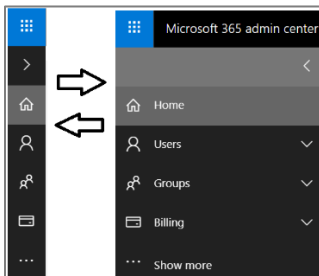 Microsoft 365 admin center
Home
Users
Groups
Billing
Show more